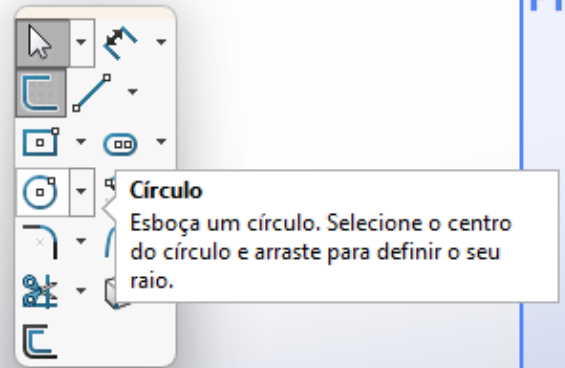 Círculo
Esboça um círculo. Selecione o centro
do círculo e arraste para definir o seu
raio.